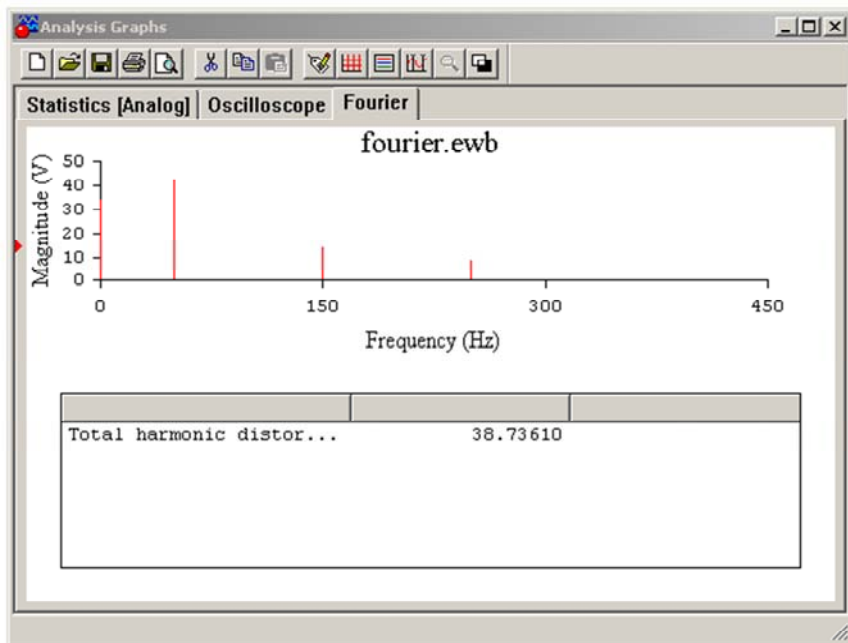 Analysis Graphs
Statistics [Analog] Oscilloscope Fourier
fourier.ewb
Magnitude (V)
50
40
30
20
10
0
0 150 300 450
Frequency (Hz)
Total harmonic distor... 38.73610